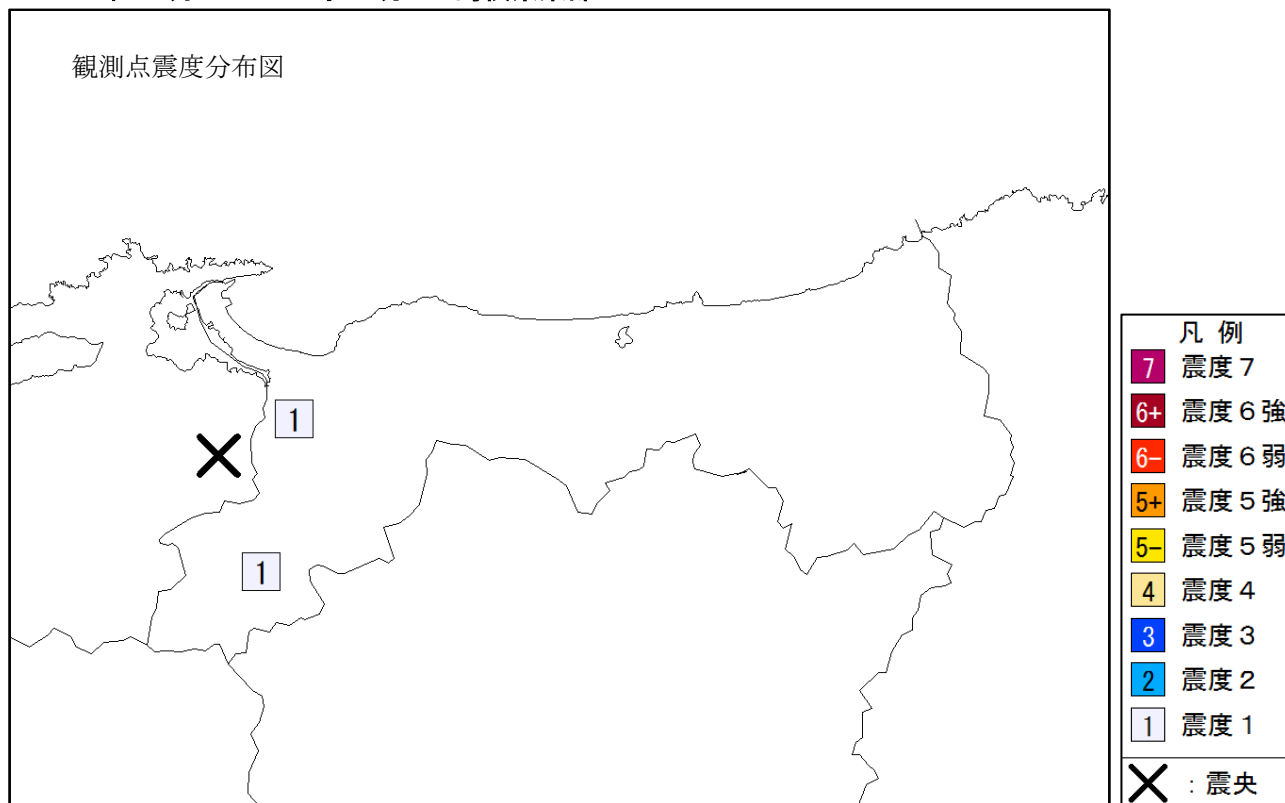 観測点震度分布図
1
1
凡 例
7 震度７
6+ 震度６強
6− 震度６弱
5+ 震度５強
5− 震度５弱
4 震度４
3 震度３
2 震度２
1 震度１
：震央